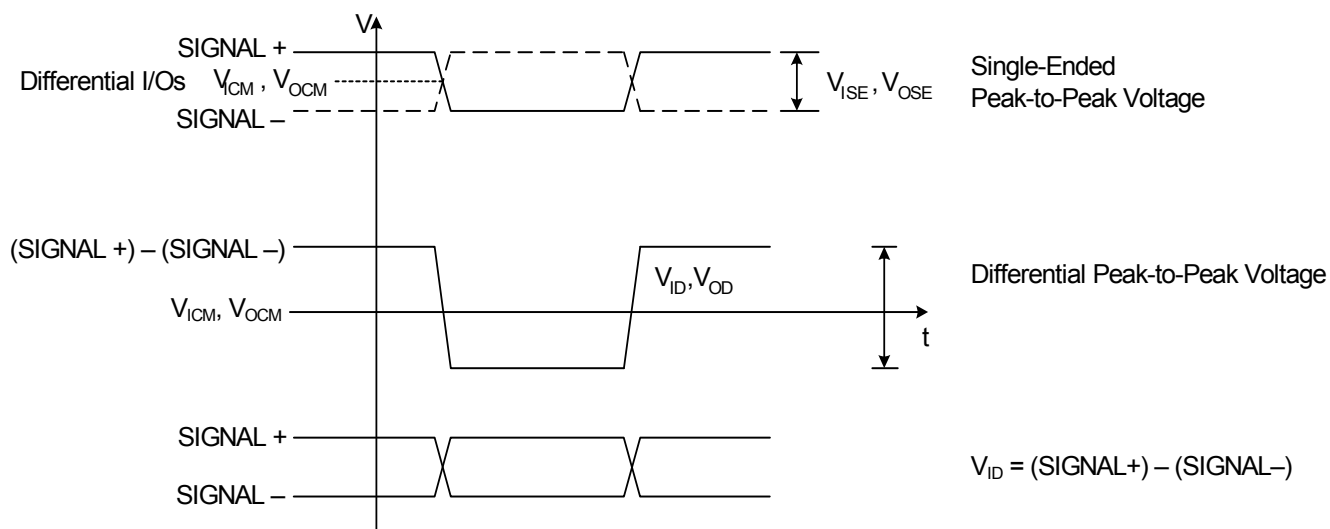 V
SIGNAL +
Differential I/Os V_ICM , V_OCM
SIGNAL –
V_ISE , V_OSE
Single-Ended
Peak-to-Peak Voltage
(SIGNAL +) – (SIGNAL –)
V_ID,V_OD
Differential Peak-to-Peak Voltage
V_ICM, V_OCM
t
SIGNAL +
SIGNAL –
V_ID = (SIGNAL+) – (SIGNAL–)